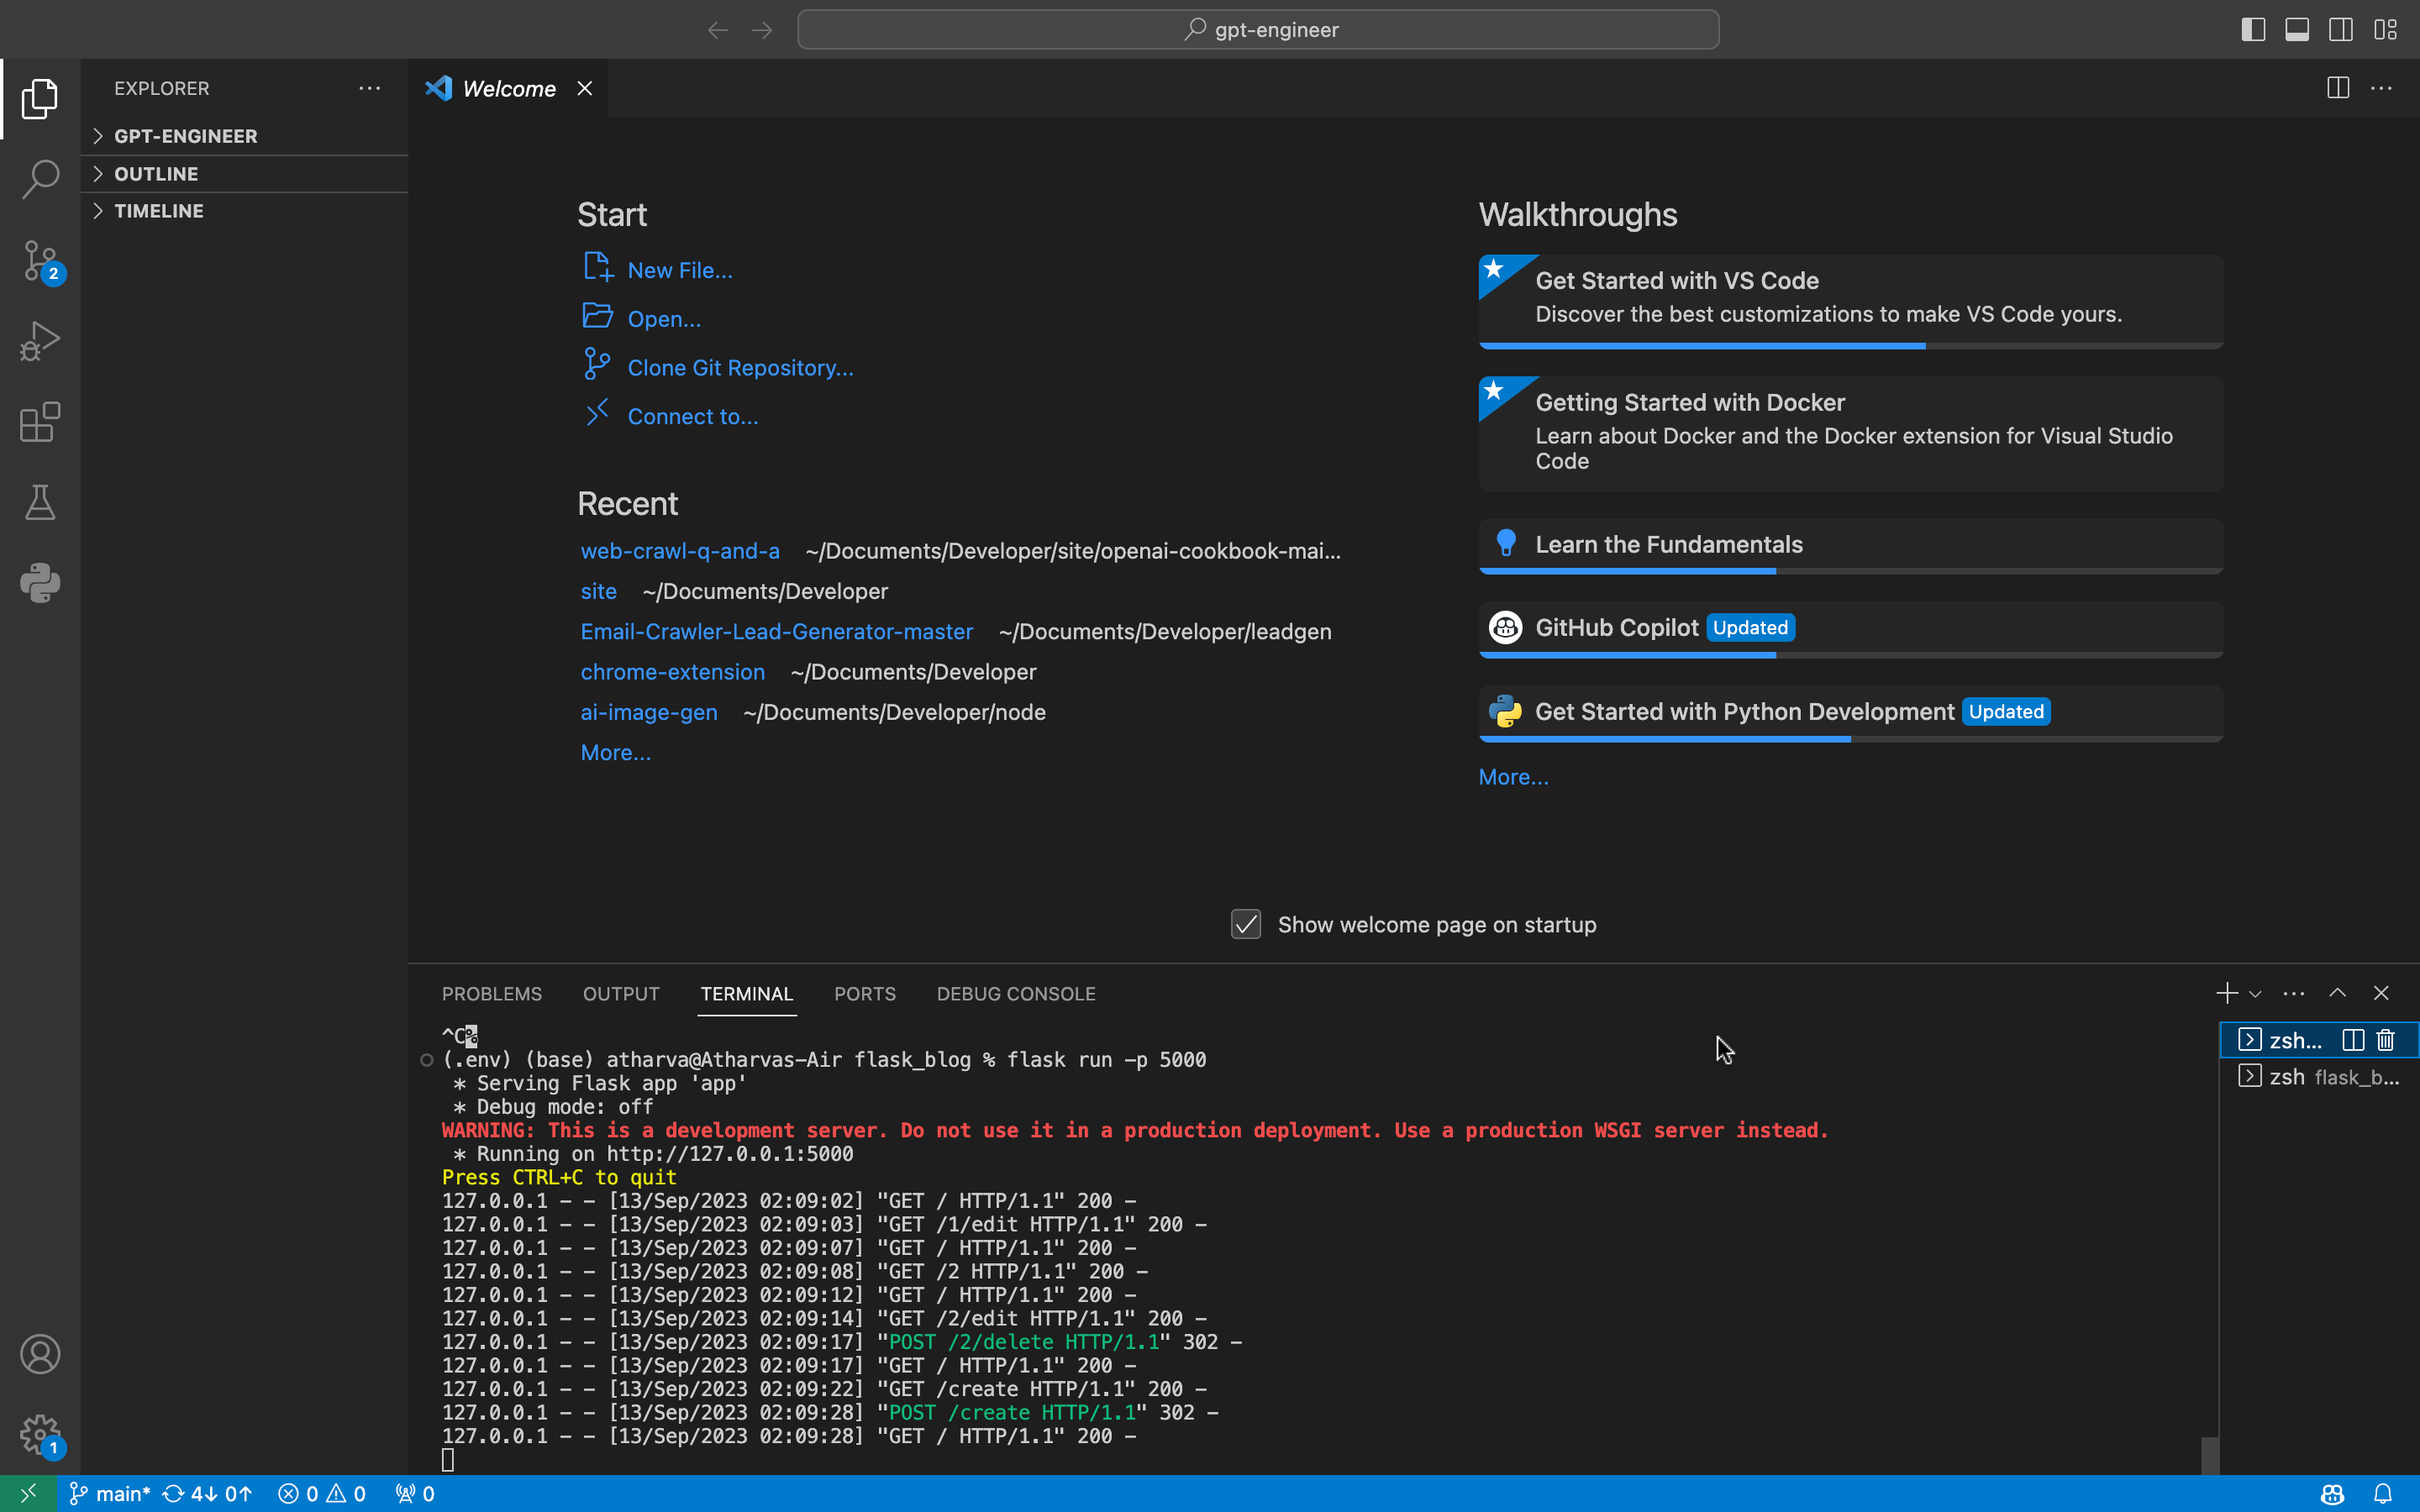 gpt-engineer
EXPLORER
GPT-ENGINEER
OUTLINE
TIMELINE
2
1
Welcome
Start
New File...
Open...
Clone Git Repository...
Connect to...
Recent
web-crawl-q-and-a ~/Documents/Developer/site/openai-cookbook-mai...
site ~/Documents/Developer
Email-Crawler-Lead-Generator-master ~/Documents/Developer/leadgen
chrome-extension ~/Documents/Developer
ai-image-gen ~/Documents/Developer/node
More...
Walkthroughs
Get Started with VS Code
Discover the best customizations to make VS Code yours.
Getting Started with Docker
Learn about Docker and the Docker extension for Visual Studio
Code
Learn the Fundamentals
GitHub Copilot Updated
Get Started with Python Development Updated
More...
Show welcome page on startup
PROBLEMS OUTPUT TERMINAL PORTS DEBUG CONSOLE
^C%
(.env) (base) atharva@Atharvas-Air flask_blog % flask run -p 5000
* Serving Flask app 'app'
* Debug mode: off
WARNING: This is a development server. Do not use it in a production deployment. Use a production WSGI server instead.
* Running on http://127.0.0.1:5000
Press CTRL+C to quit
127.0.0.1 - - [13/Sep/2023 02:09:02] "GET / HTTP/1.1" 200 -
127.0.0.1 - - [13/Sep/2023 02:09:03] "GET /1/edit HTTP/1.1" 200 -
127.0.0.1 - - [13/Sep/2023 02:09:07] "GET / HTTP/1.1" 200 -
127.0.0.1 - - [13/Sep/2023 02:09:08] "GET /2 HTTP/1.1" 200 -
127.0.0.1 - - [13/Sep/2023 02:09:12] "GET / HTTP/1.1" 200 -
127.0.0.1 - - [13/Sep/2023 02:09:14] "GET /2/edit HTTP/1.1" 200 -
127.0.0.1 - - [13/Sep/2023 02:09:17] "POST /2/delete HTTP/1.1" 302 -
127.0.0.1 - - [13/Sep/2023 02:09:17] "GET / HTTP/1.1" 200 -
127.0.0.1 - - [13/Sep/2023 02:09:22] "GET /create HTTP/1.1" 200 -
127.0.0.1 - - [13/Sep/2023 02:09:28] "POST /create HTTP/1.1" 302 -
127.0.0.1 - - [13/Sep/2023 02:09:28] "GET / HTTP/1.1" 200 -
zsh...
zsh flask_b...
main* 4↓ 0↑ 0 0 0